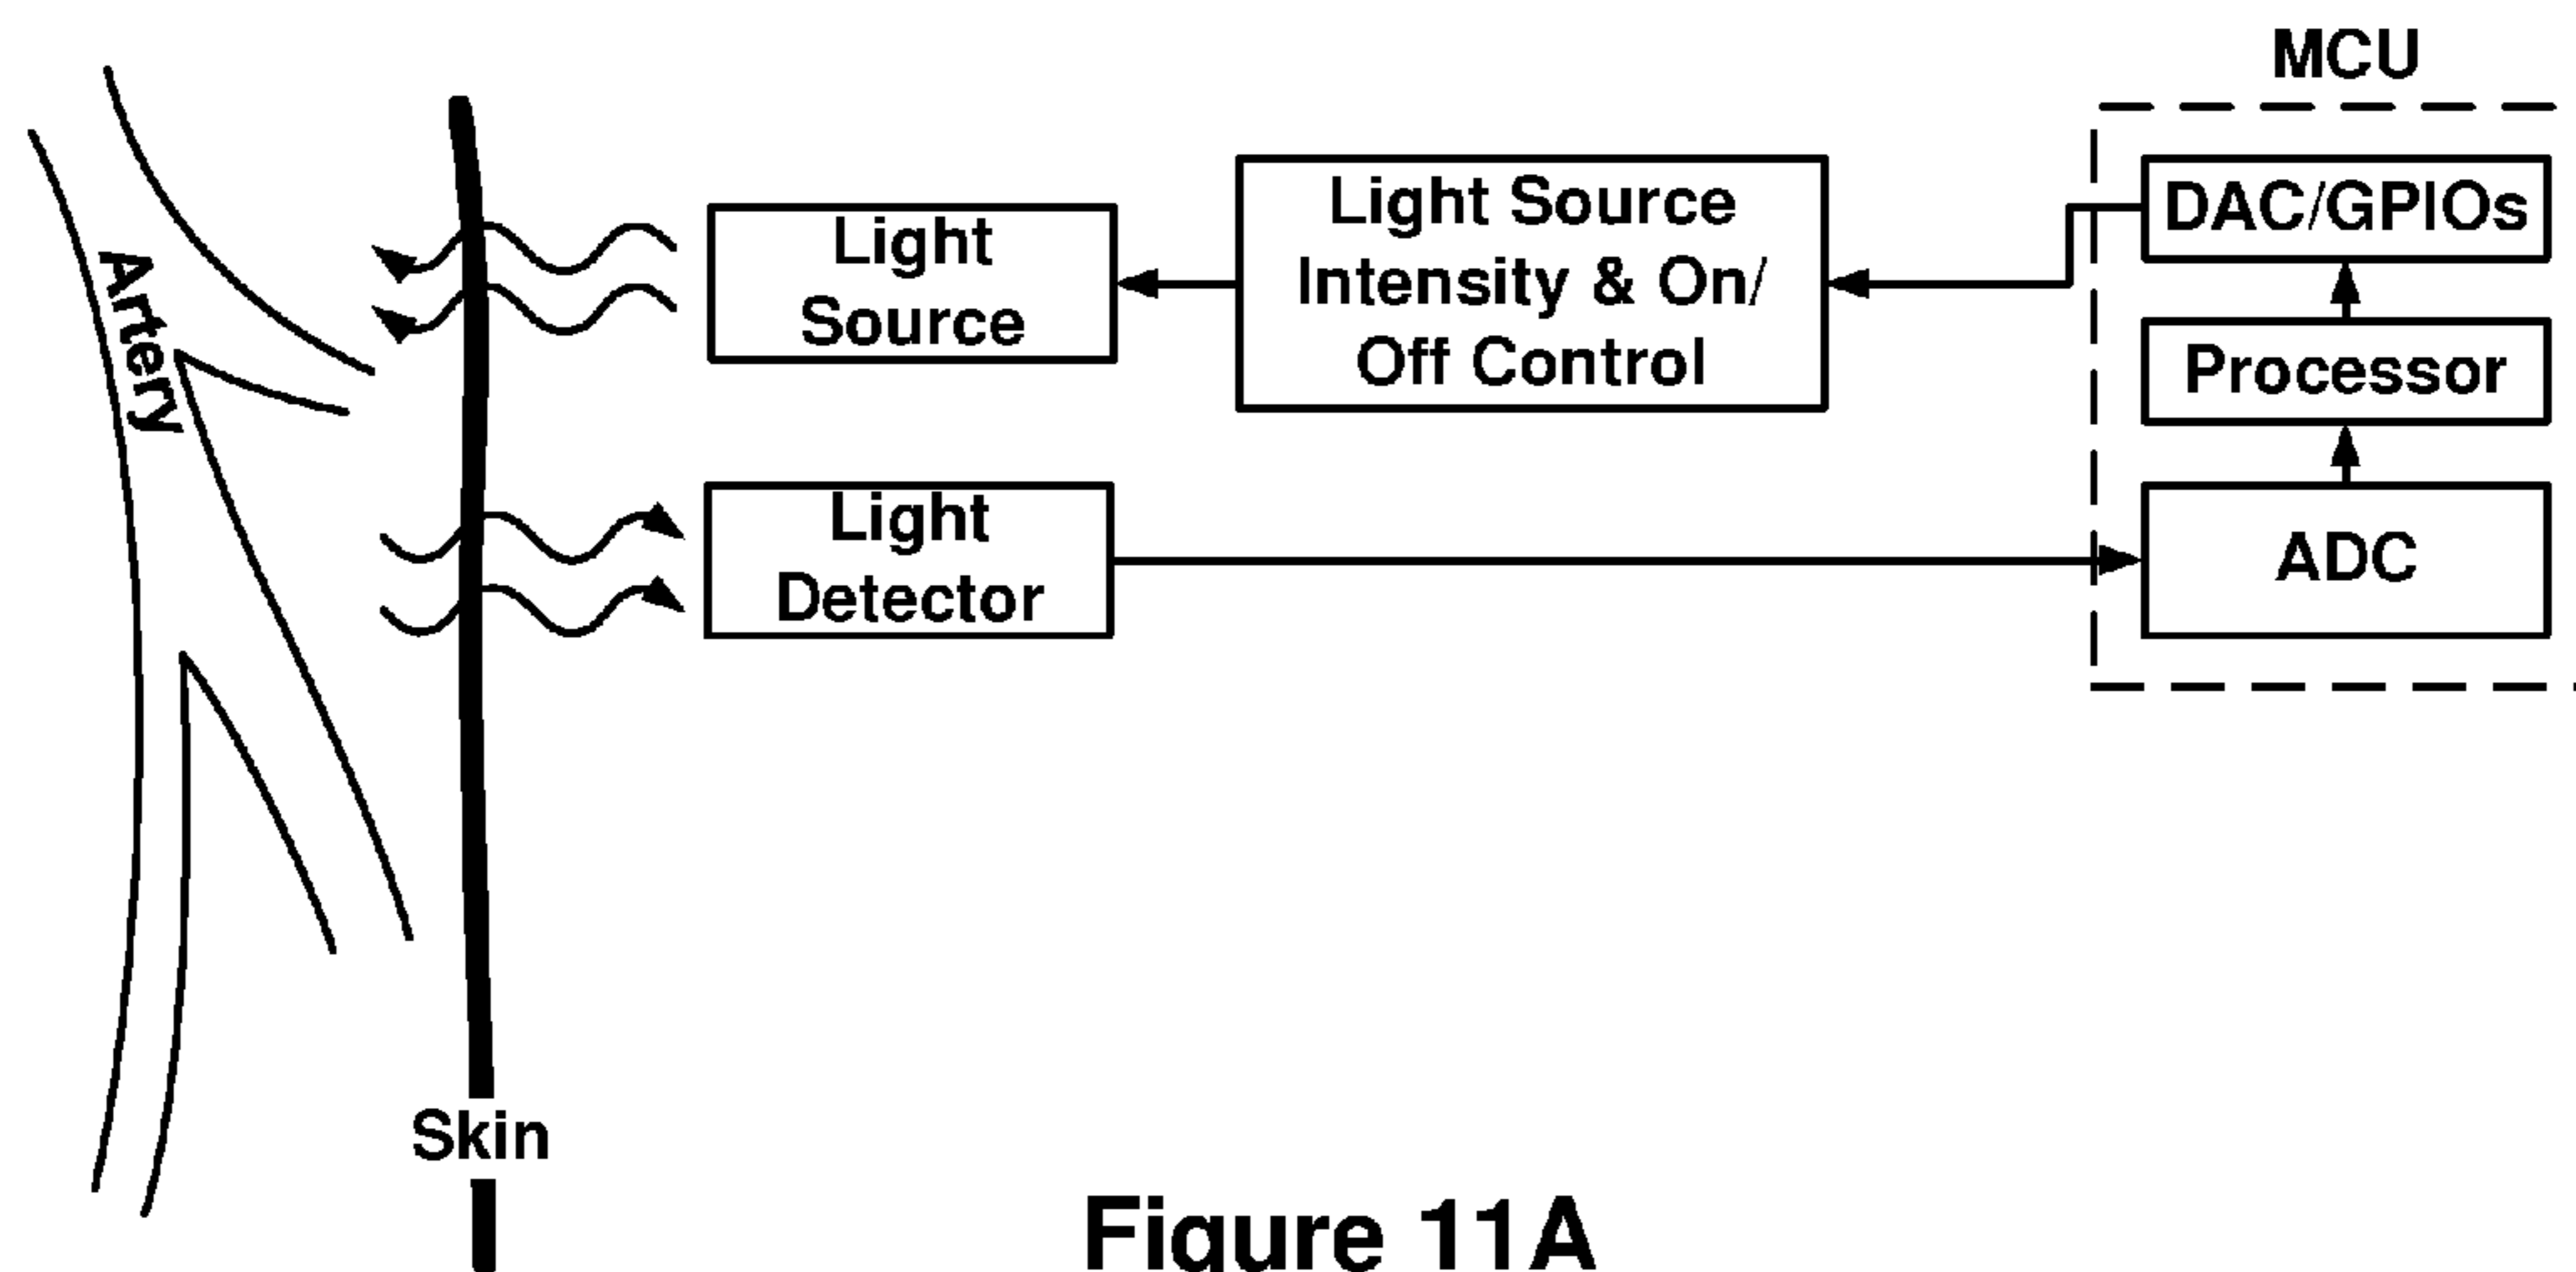 MCU
Light Source
Intensity & On/
Off Control
DAC/GPIOs
Light
Source
Processor
Artery
Light
Detector
ADC
Skin
Figure 11A